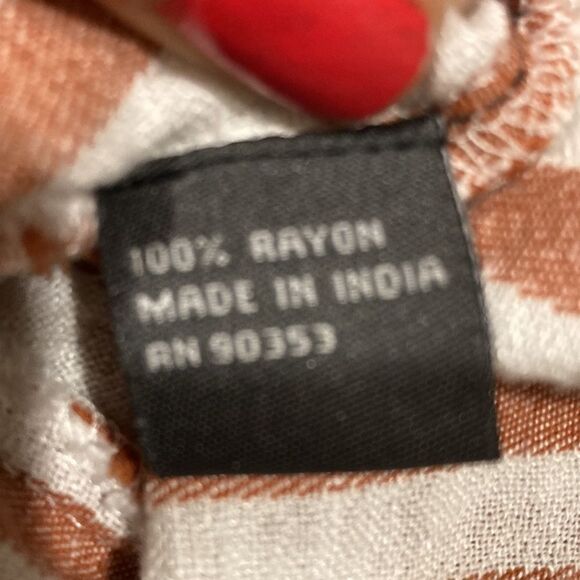 100% RAYON
MADE IN INDIA
RN 90353